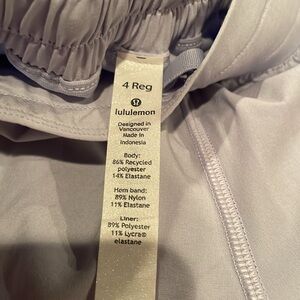 4 Reg
lululemon
Designed in
Vancouver
Made in
Indonesia
Body:
86% Recycled
polyester
14% Elastane
Hem band:
89% Nylon
11% Elastane
Liner:
89% Polyester
11% Lycra®
elastane